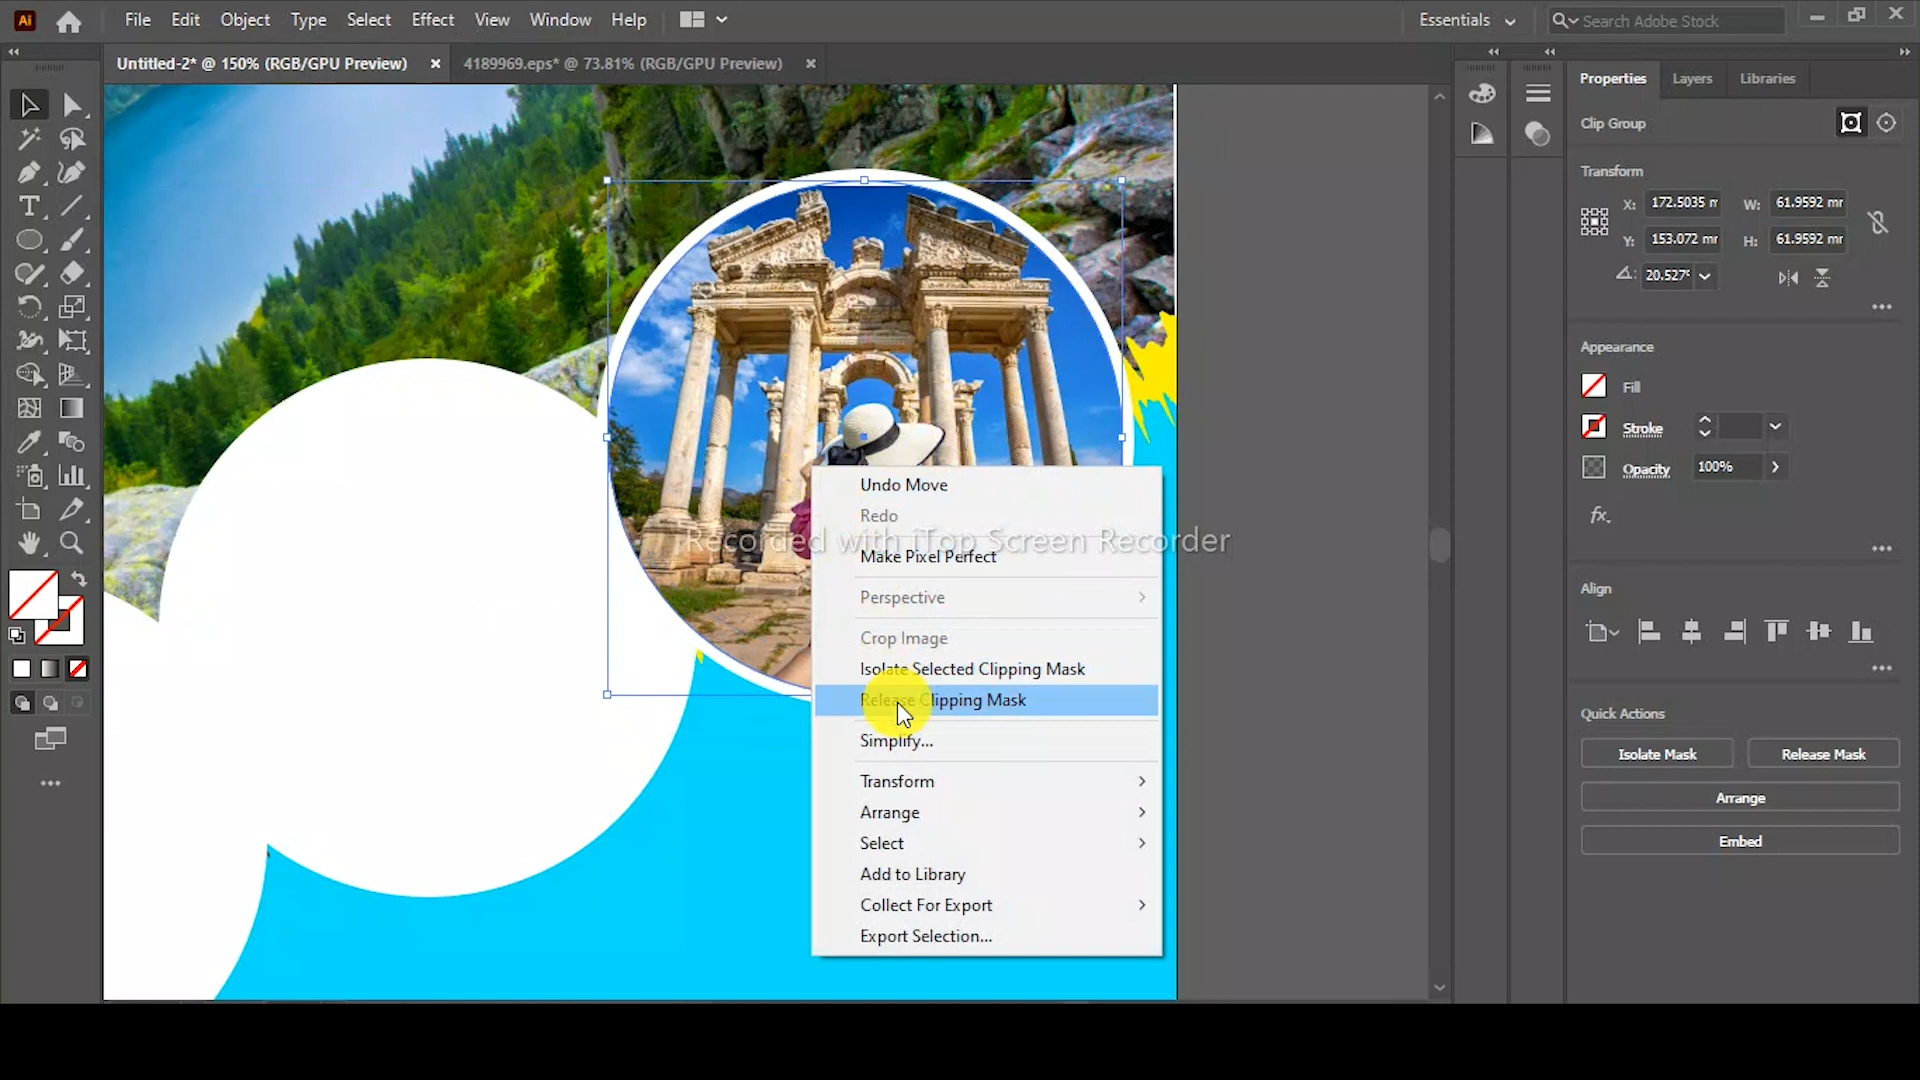 Ai File Edit Object Type Select Effect View Window Help Essentials Search Adobe Stock
Untitled-2* @ 150% (RGB/GPU Preview) × 4189969.eps* @ 73.81% (RGB/GPU Preview) ×
Properties Layers Libraries
Clip Group
Transform
X: 172.5035 m W: 61.9592 mr
Y: 153.072 mr H: 61.9592 mr
20.527°
Appearance
Fill
Stroke
Opacity 100%
fx.
Align
Quick Actions
Isolate Mask Release Mask
Arrange
Embed
Undo Move
Redo
Recorded with iTop Screen Recorder
Make Pixel Perfect
Perspective
Crop Image
Isolate Selected Clipping Mask
Release Clipping Mask
Simplify...
Transform
Arrange
Select
Add to Library
Collect For Export
Export Selection...